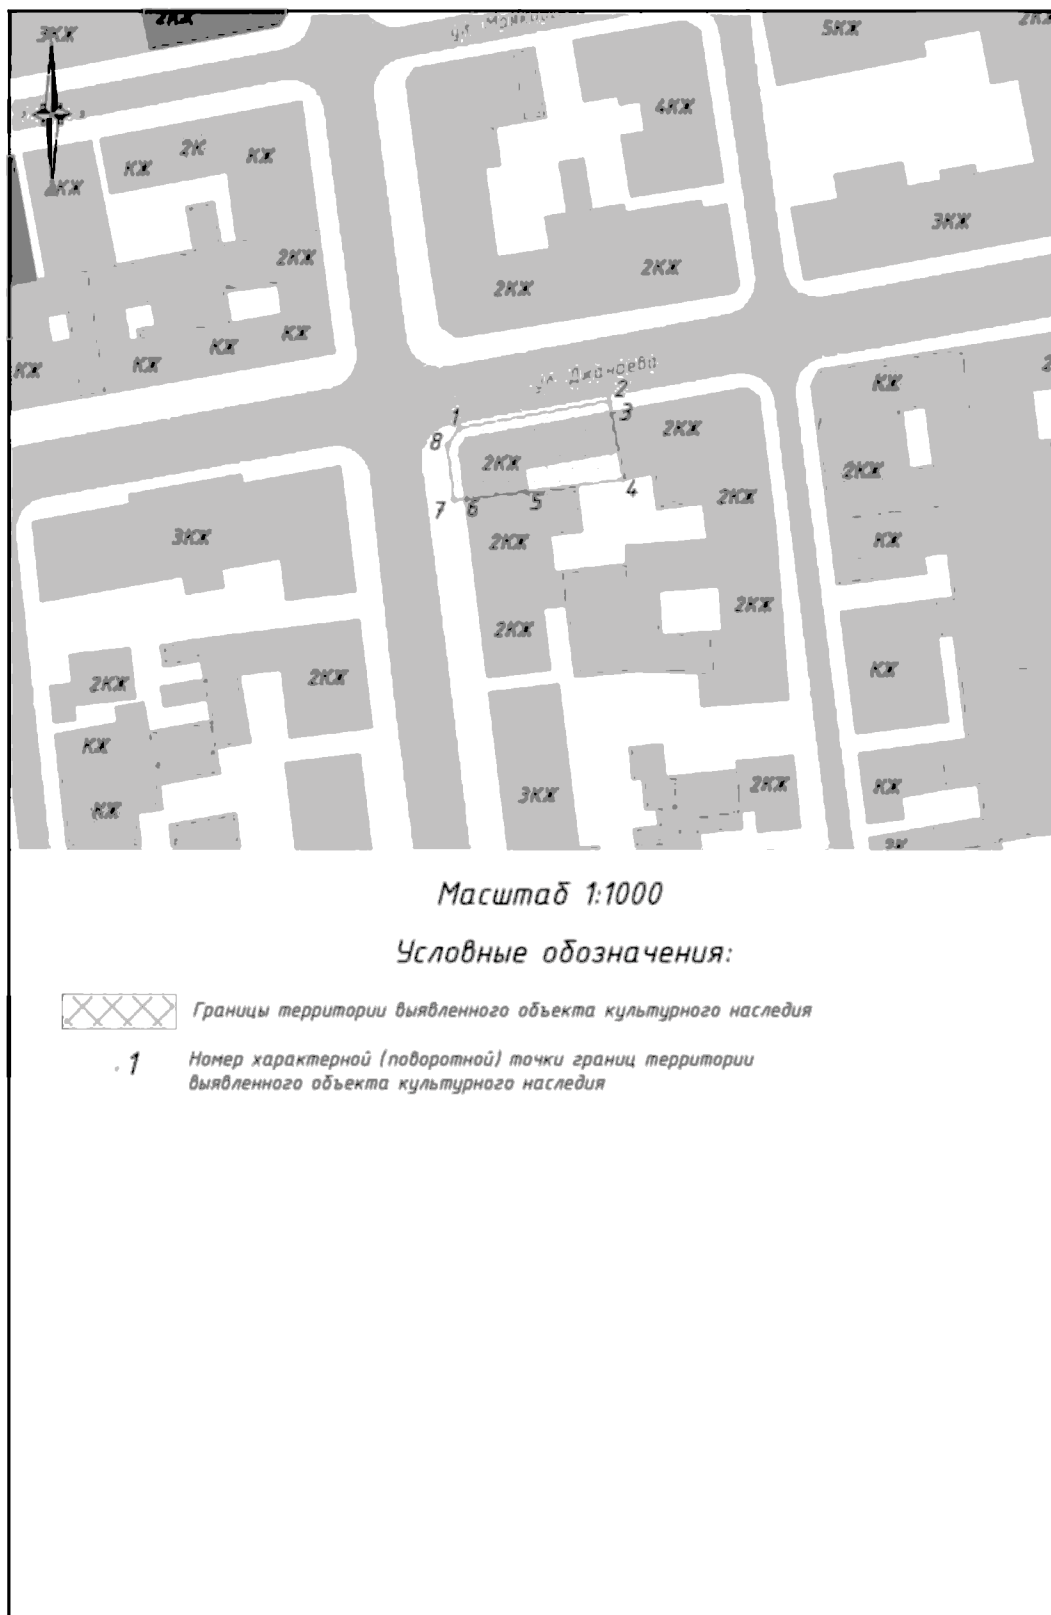 2КЖ
3КЖ
5КЖ
4КЖ
2К
КЖ
КЖ
3КЖ
2КЖ
2КЖ
2КЖ
КЖ
КЖ
КЖ
КЖ
ул. Джанаева
КЖ
1
2
3
8
2КЖ
2КЖ
2КЖ
4
2КЖ
7
6
5
3КЖ
2КЖ
КЖ
2КЖ
2КЖ
КЖ
2КЖ
2КЖ
КЖ
3КЖ
2КЖ
КЖ
КЖ
Масштаб 1:1000
Условные обозначения:
Границы территории выявленного объекта культурного наследия
1
Номер характерной (поворотной) точки границ территории
выявленного объекта культурного наследия